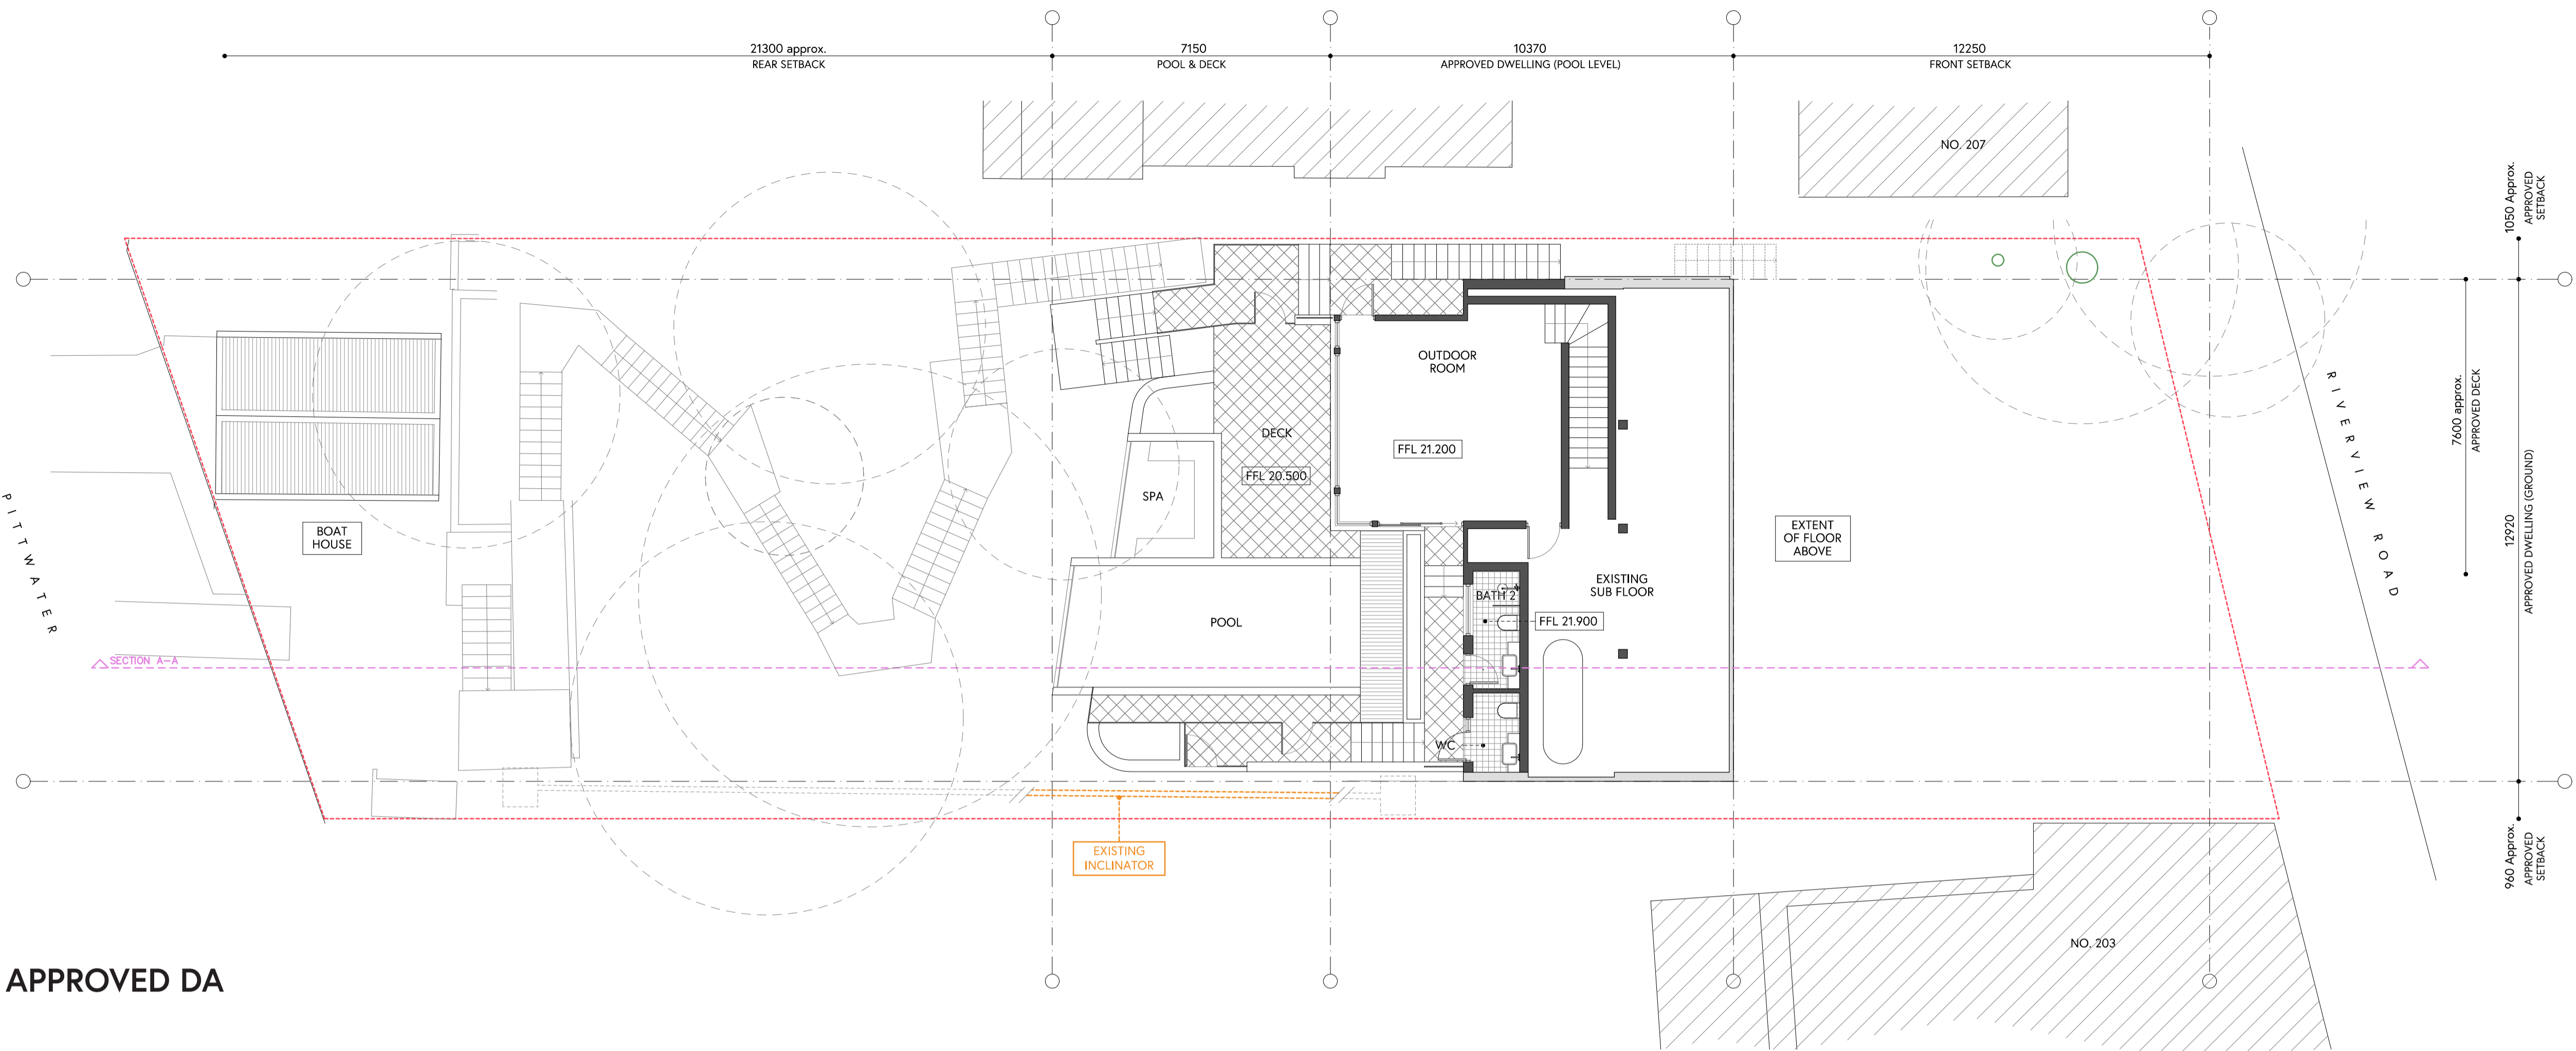 21300 approx.
REAR SETBACK
7150
POOL & DECK
10370
APPROVED DWELLING (POOL LEVEL)
12250
FRONT SETBACK
NO. 207
1050 Approx.
APPROVED
SETBACK
OUTDOOR
ROOM
FFL 21.200
DECK
FFL 20.500
SPA
POOL
BOAT
HOUSE
PITTWATER
SECTION A-A
EXISTING
SUB FLOOR
BATH 2
FFL 21.900
WC
EXTENT
OF FLOOR
ABOVE
RIVERVIEW ROAD
7600 approx.
APPROVED DECK
12920
APPROVED DWELLING (GROUND)
EXISTING
INCLINATOR
960 Approx.
APPROVED
SETBACK
NO. 203
APPROVED DA